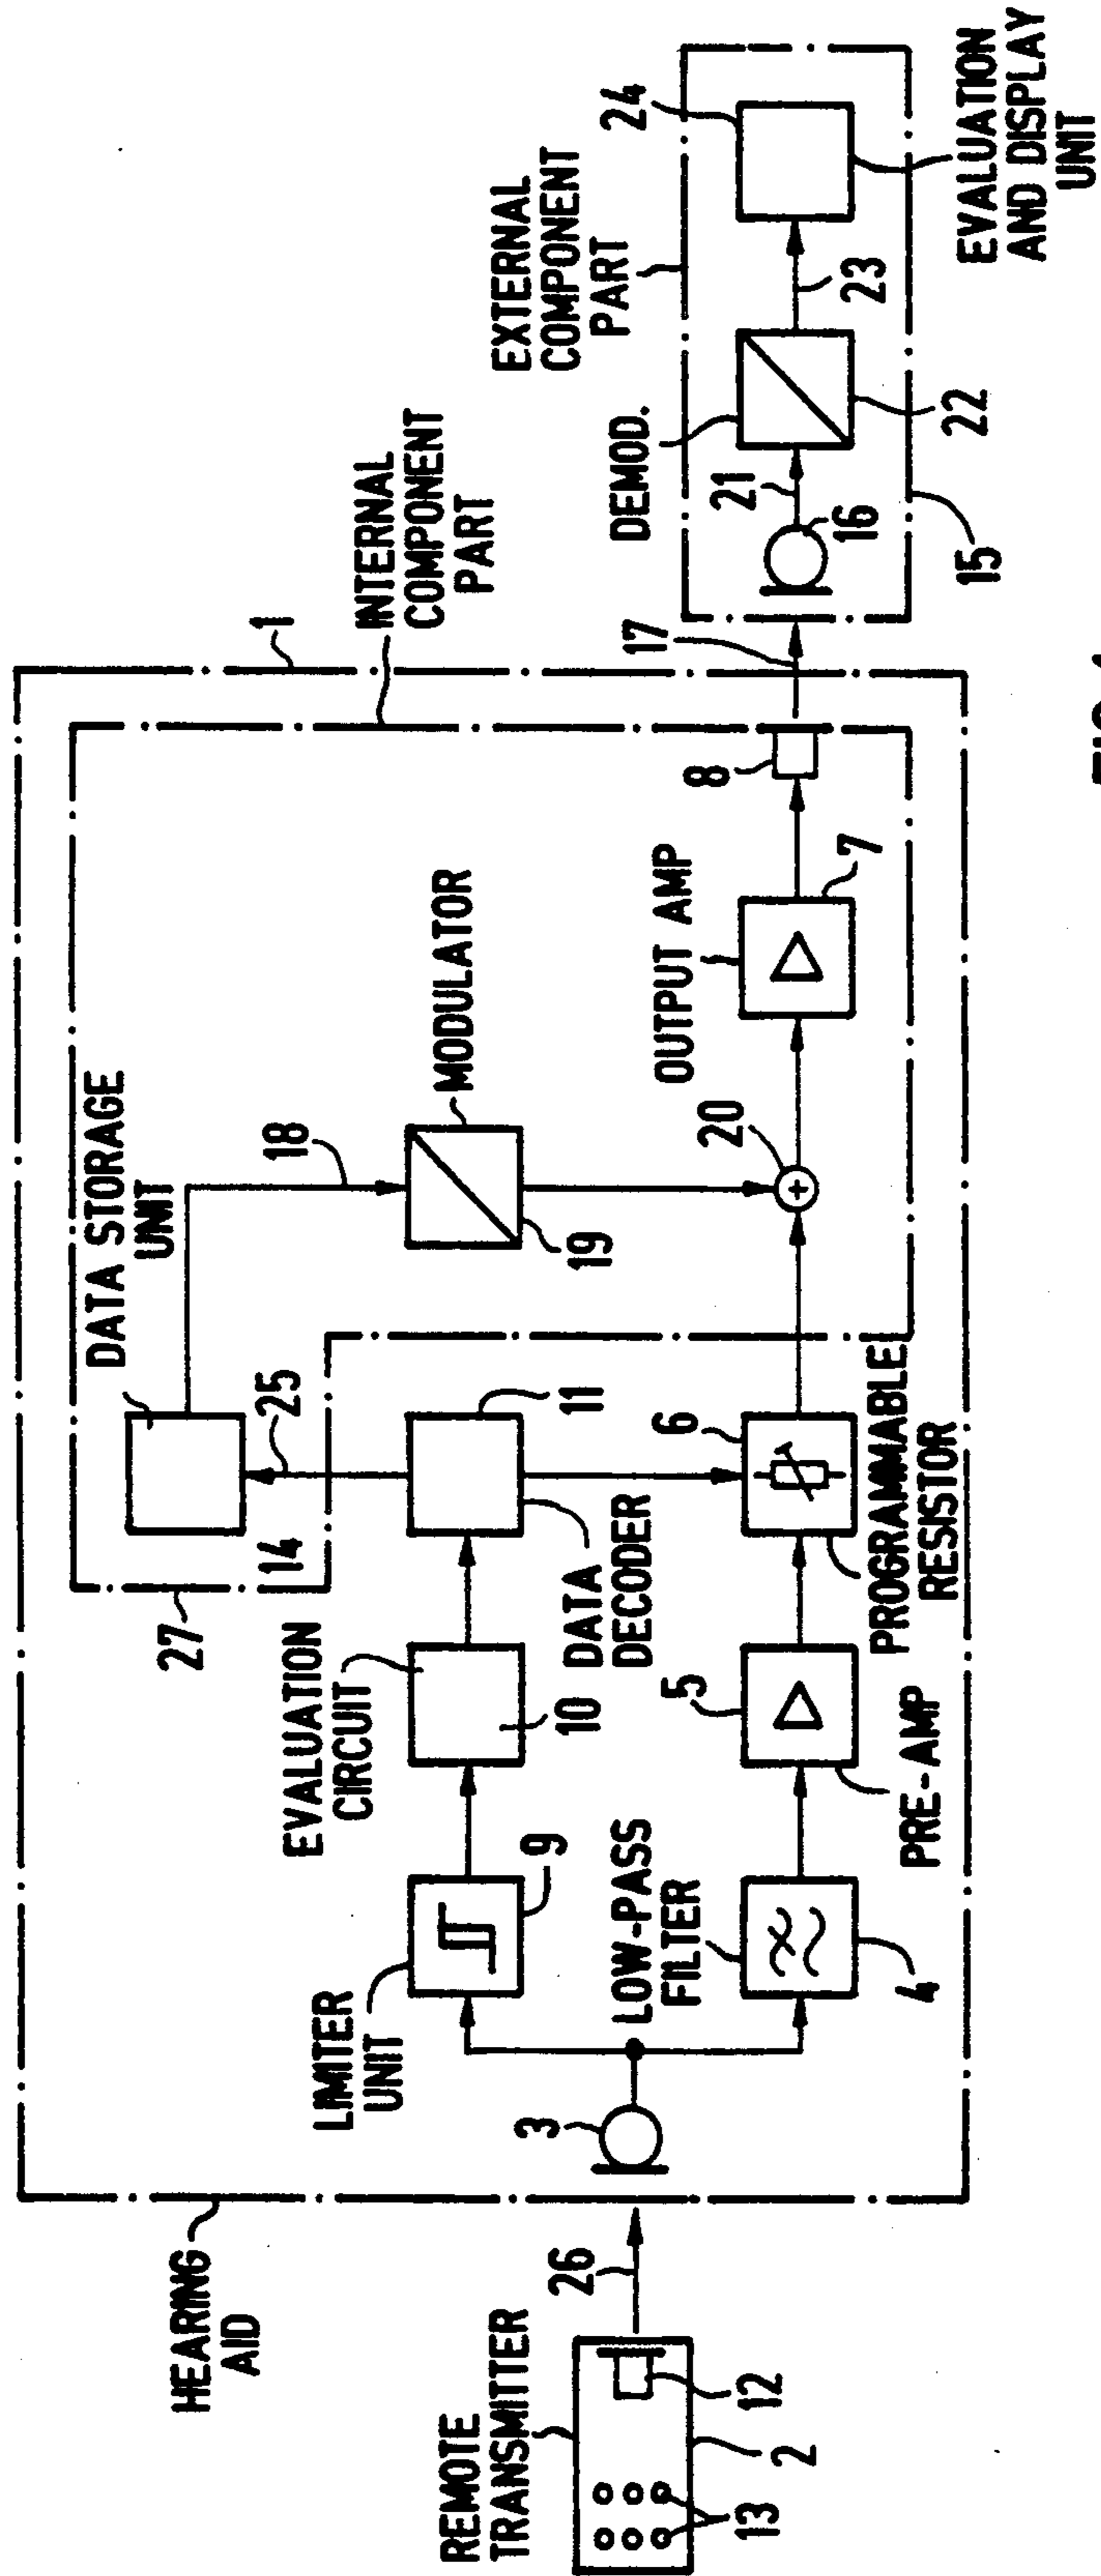 HEARING
AID
REMOTE
TRANSMITTER
26
12
2
13
1
INTERNAL
COMPONENT
PART
27
DATA STORAGE
UNIT
14
25
18
MODULATOR
19
EVALUATION
CIRCUIT
10
11
DATA
DECODER
LIMITER
UNIT
9
3
LOW-PASS
FILTER
4
5
PRE-AMP
6
PROGRAMMABLE
RESISTOR
20
OUTPUT AMP
7
8
17
EXTERNAL
COMPONENT
PART
DEMOD.
21
16
22
23
24
15
EVALUATION
AND DISPLAY
UNIT